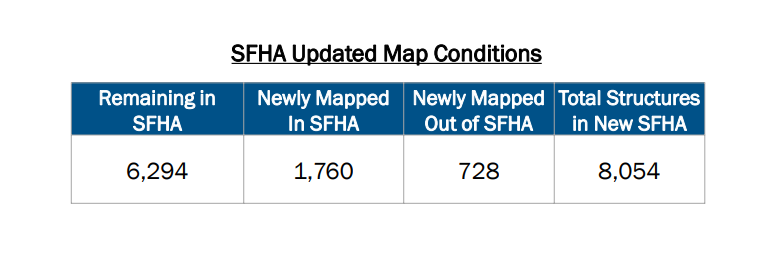 SFHA Updated Map Conditions
Remaining in
SFHA
Newly Mapped
In SFHA
Newly Mapped
Out of SFHA
Total Structures
in New SFHA
6,294
1,760
728
8,054